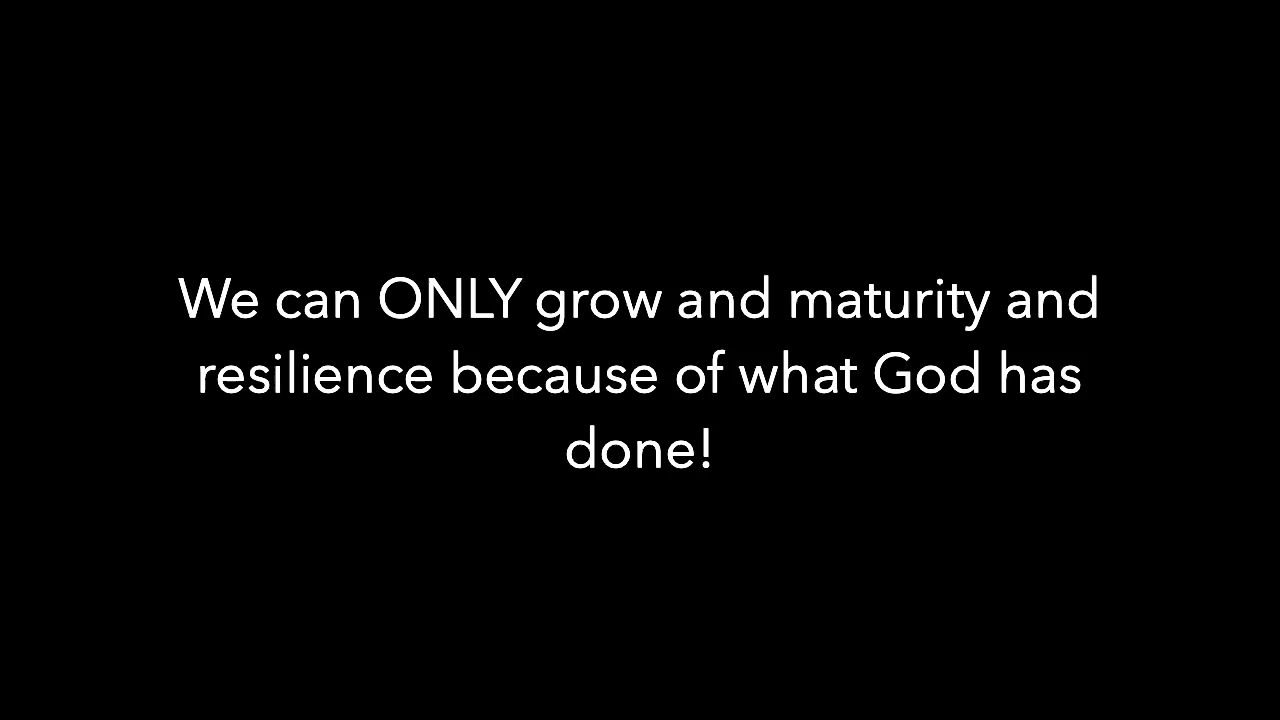 We can ONLY grow and maturity and
resilience because of what God has
done!